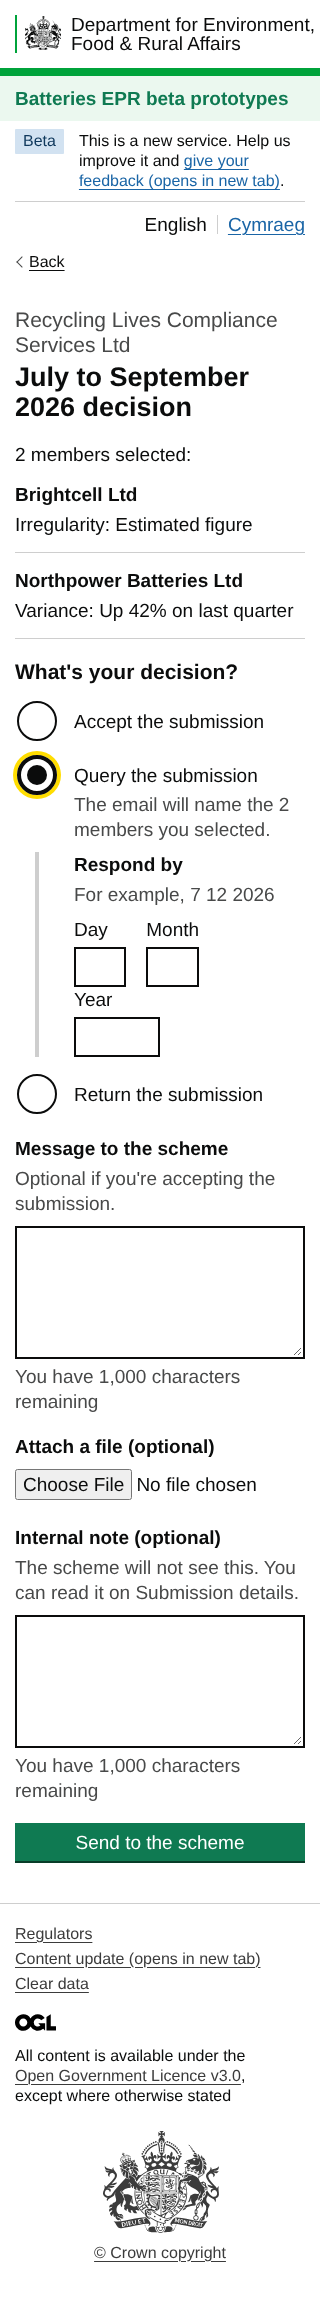 Department for Environment,
Food & Rural Affairs
Batteries EPR beta prototypes
Beta
This is a new service. Help us
improve it and give your
feedback (opens in new tab).
English
Cymraeg
Back
Recycling Lives Compliance
Services Ltd
July to September
2026 decision
2 members selected:
Brightcell Ltd
Irregularity: Estimated figure
Northpower Batteries Ltd
Variance: Up 42% on last quarter
What's your decision?
Accept the submission
Query the submission
The email will name the 2
members you selected.
Respond by
For example, 7 12 2026
Day
Month
Year
Return the submission
Message to the scheme
Optional if you're accepting the
submission.
You have 1,000 characters
remaining
Attach a file (optional)
Choose File No file chosen
Internal note (optional)
The scheme will not see this. You
can read it on Submission details.
You have 1,000 characters
remaining
Send to the scheme
Regulators
Content update (opens in new tab)
Clear data
OGL
All content is available under the
Open Government Licence v3.0,
except where otherwise stated
DIEU ET MON DROIT
© Crown copyright